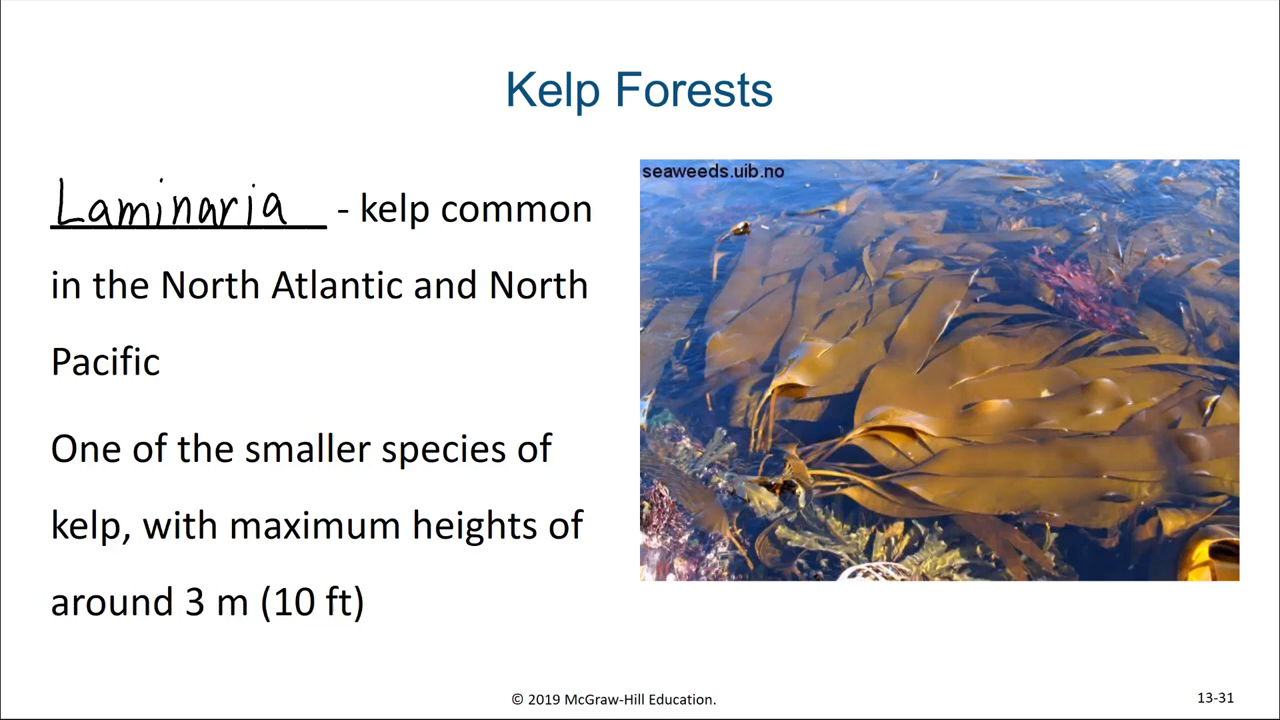 Kelp Forests
Laminaria - kelp common
in the North Atlantic and North
Pacific
One of the smaller species of
kelp, with maximum heights of
around 3 m (10 ft)
seaweeds.uib.no
© 2019 McGraw-Hill Education.
13-31